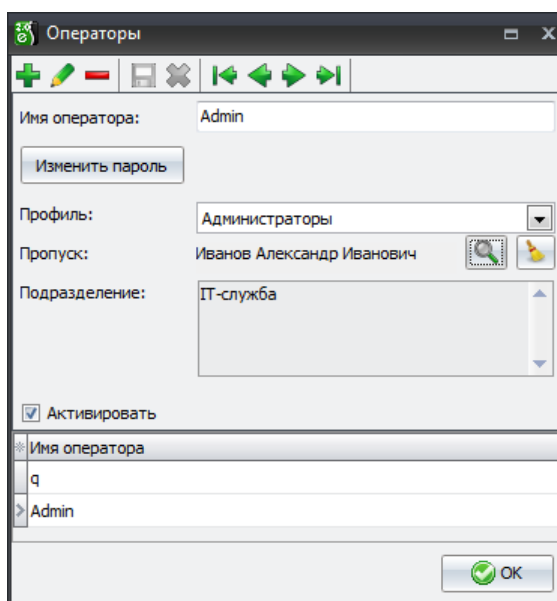 Операторы
Имя оператора: Admin
Изменить пароль
Профиль: Администраторы
Пропуск: Иванов Александр Иванович
Подразделение: IT-служба
Активировать
Имя оператора
q
Admin
OK